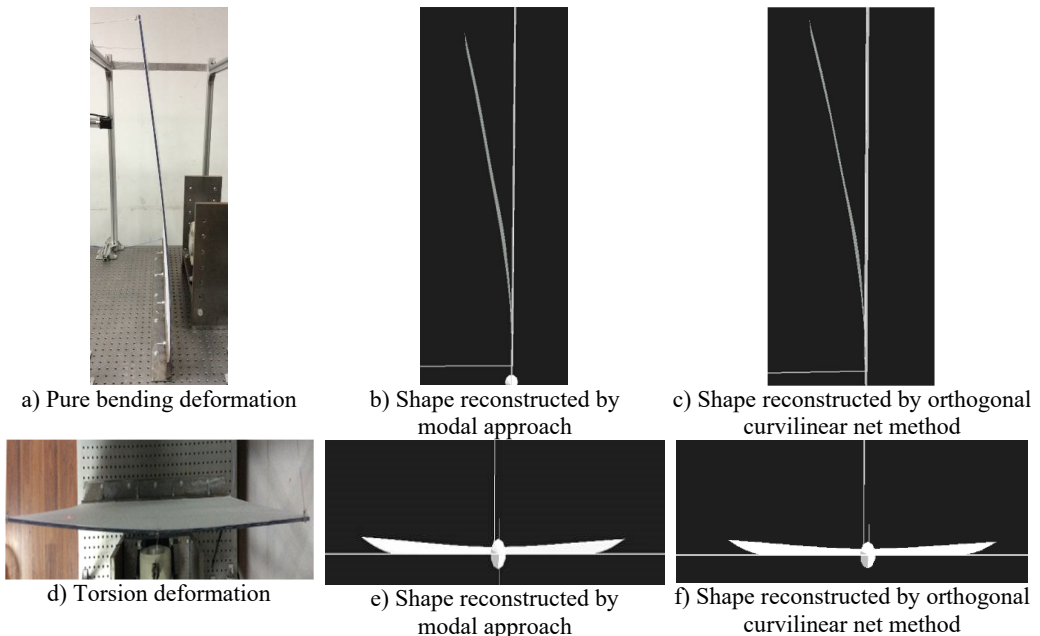 a) Pure bending deformation
b) Shape reconstructed by
modal approach
c) Shape reconstructed by orthogonal
curvilinear net method
d) Torsion deformation
e) Shape reconstructed by
modal approach
f) Shape reconstructed by orthogonal
curvilinear net method